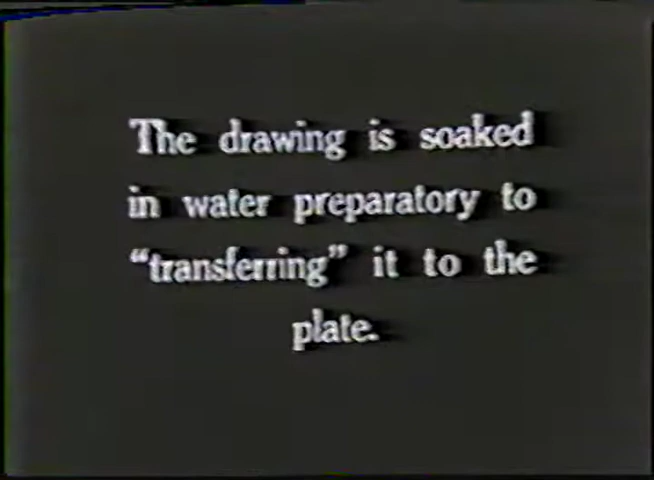 The drawing is soaked
in water preparatory to
“transferring” it to the
plate.